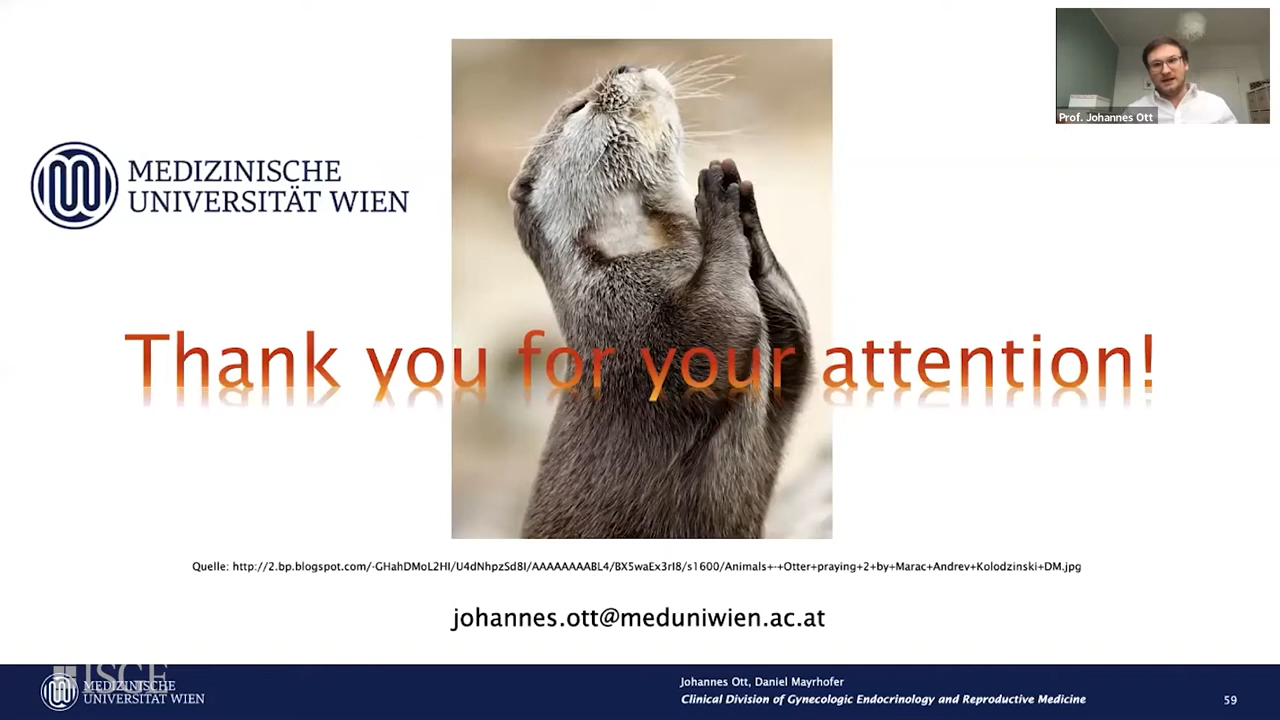 Prof. Johannes Ott
MEDIZINISCHE
UNIVERSITÄT WIEN
Thank you for your attention!
Quelle: http://2.bp.blogspot.com/-GHahDMoL2HI/U4dNhpzSd8I/AAAAAAAABL4/BX5waEx3rI8/s1600/Animals+-+Otter+praying+2+by+Marac+Andrev+Kolodzinski+DM.jpg
johannes.ott@meduniwien.ac.at
ISGE
MEDIZINISCHE
UNIVERSITÄT WIEN
Johannes Ott, Daniel Mayrhofer
Clinical Division of Gynecologic Endocrinology and Reproductive Medicine
59